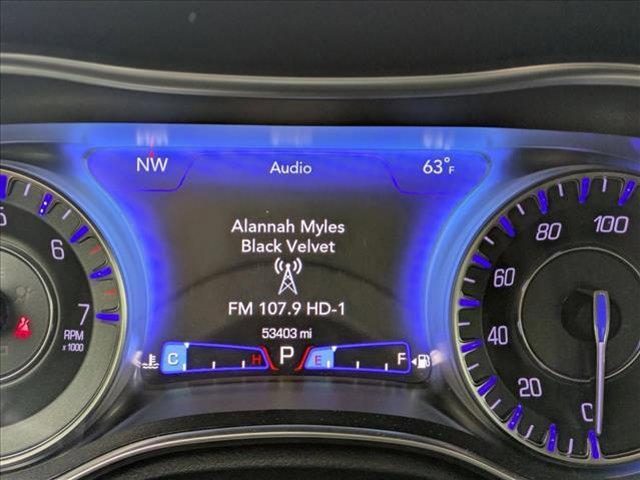 NW Audio 63°F
Alannah Myles
Black Velvet
FM 107.9 HD-1
53403 mi
C H P E F
5 6 7
RPM
x1000
20 40 60 80 100